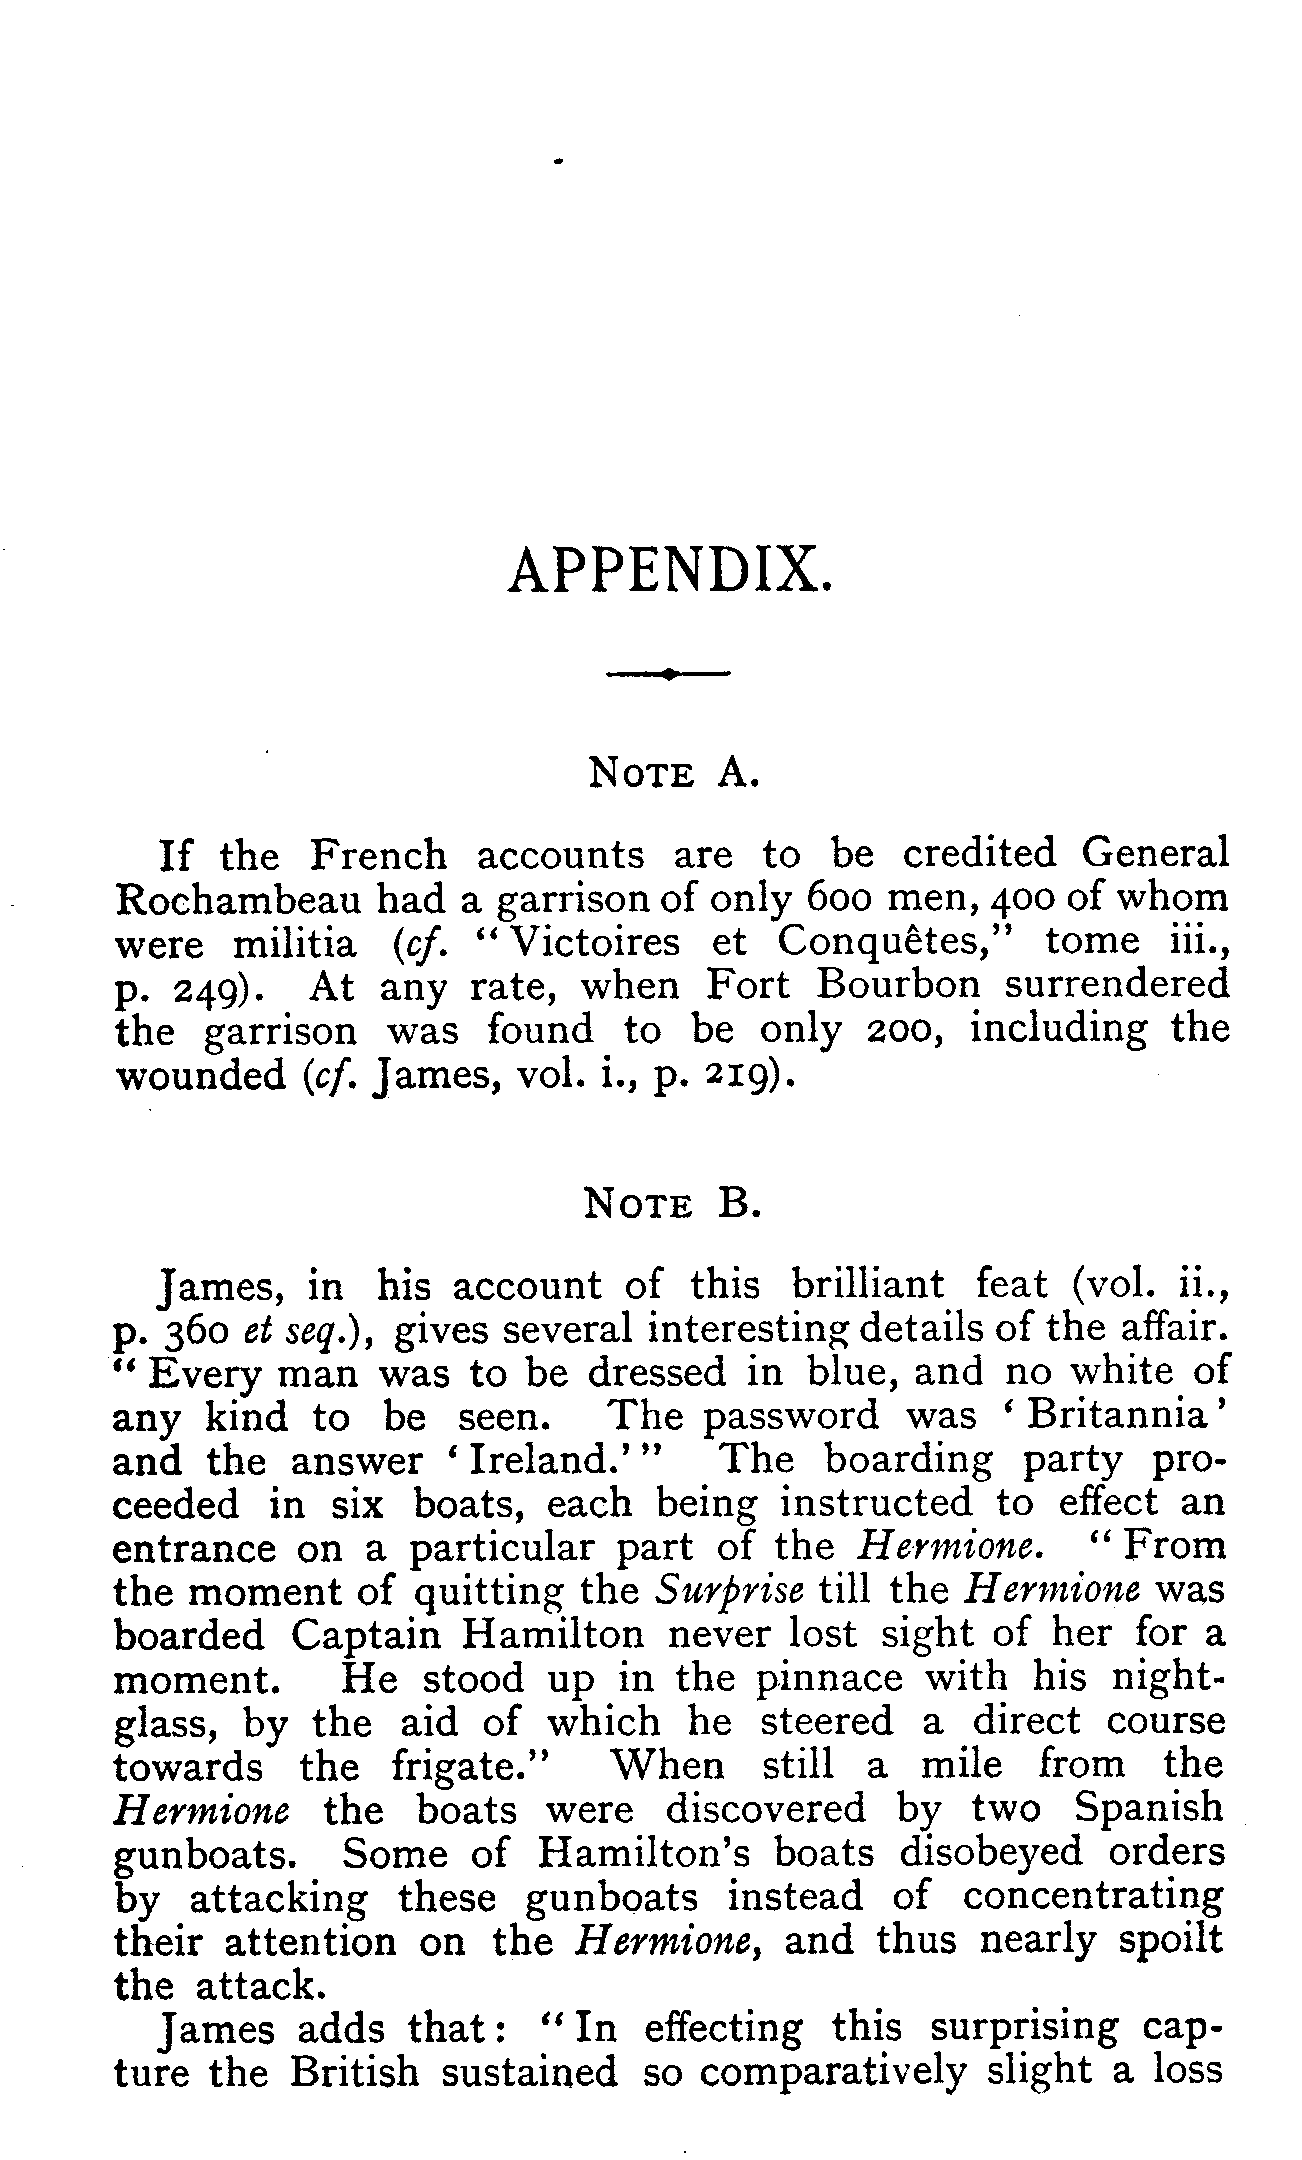 APPENDIX.
NOTE A.
If the French accounts are to be credited General
Rochambeau had a garrison of only 600 men, 400 of whom
were militia (cf. "Victoires et Conquêtes," tome iii.,
p. 249). At any rate, when Fort Bourbon surrendered
the garrison was found to be only 200, including the
wounded (cf. James, vol. i., p. 219).
NOTE B.
James, in his account of this brilliant feat (vol. ii.,
p. 360 et seq.), gives several interesting details of the affair.
"Every man was to be dressed in blue, and no white of
any kind to be seen. The password was 'Britannia'
and the answer 'Ireland.'" The boarding party pro-
ceeded in six boats, each being instructed to effect an
entrance on a particular part of the Hermione. "From
the moment of quitting the Surprise till the Hermione was
boarded Captain Hamilton never lost sight of her for a
moment. He stood up in the pinnace with his night-
glass, by the aid of which he steered a direct course
towards the frigate." When still a mile from the
Hermione the boats were discovered by two Spanish
gunboats. Some of Hamilton's boats disobeyed orders
by attacking these gunboats instead of concentrating
their attention on the Hermione, and thus nearly spoilt
the attack.
James adds that: "In effecting this surprising cap-
ture the British sustained so comparatively slight a loss